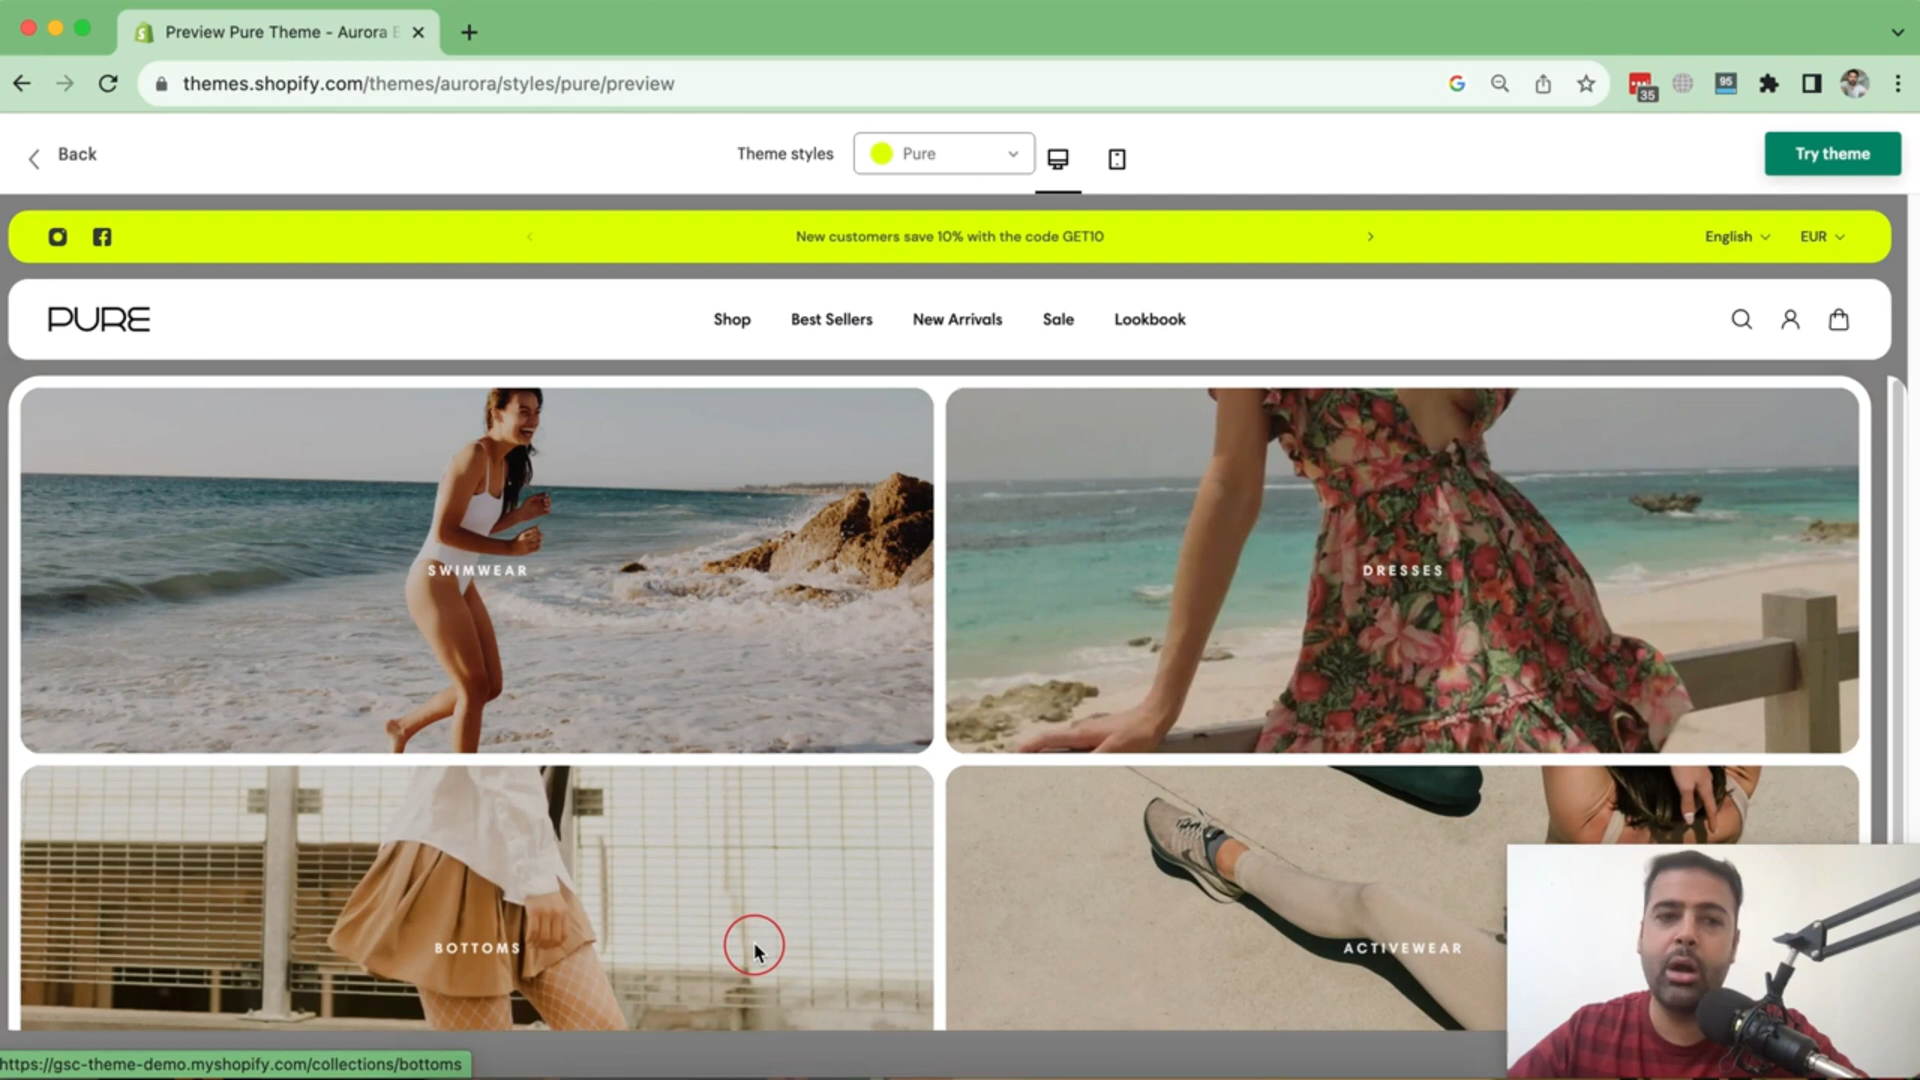 Preview Pure Theme - Aurora E
themes.shopify.com/themes/aurora/styles/pure/preview
35
95
Back
Theme styles
Pure
Try theme
New customers save 10% with the code GET10
English
EUR
PURE
Shop
Best Sellers
New Arrivals
Sale
Lookbook
SWIMWEAR
DRESSES
BOTTOMS
ACTIVEWEAR
https://gsc-theme-demo.myshopify.com/collections/bottoms